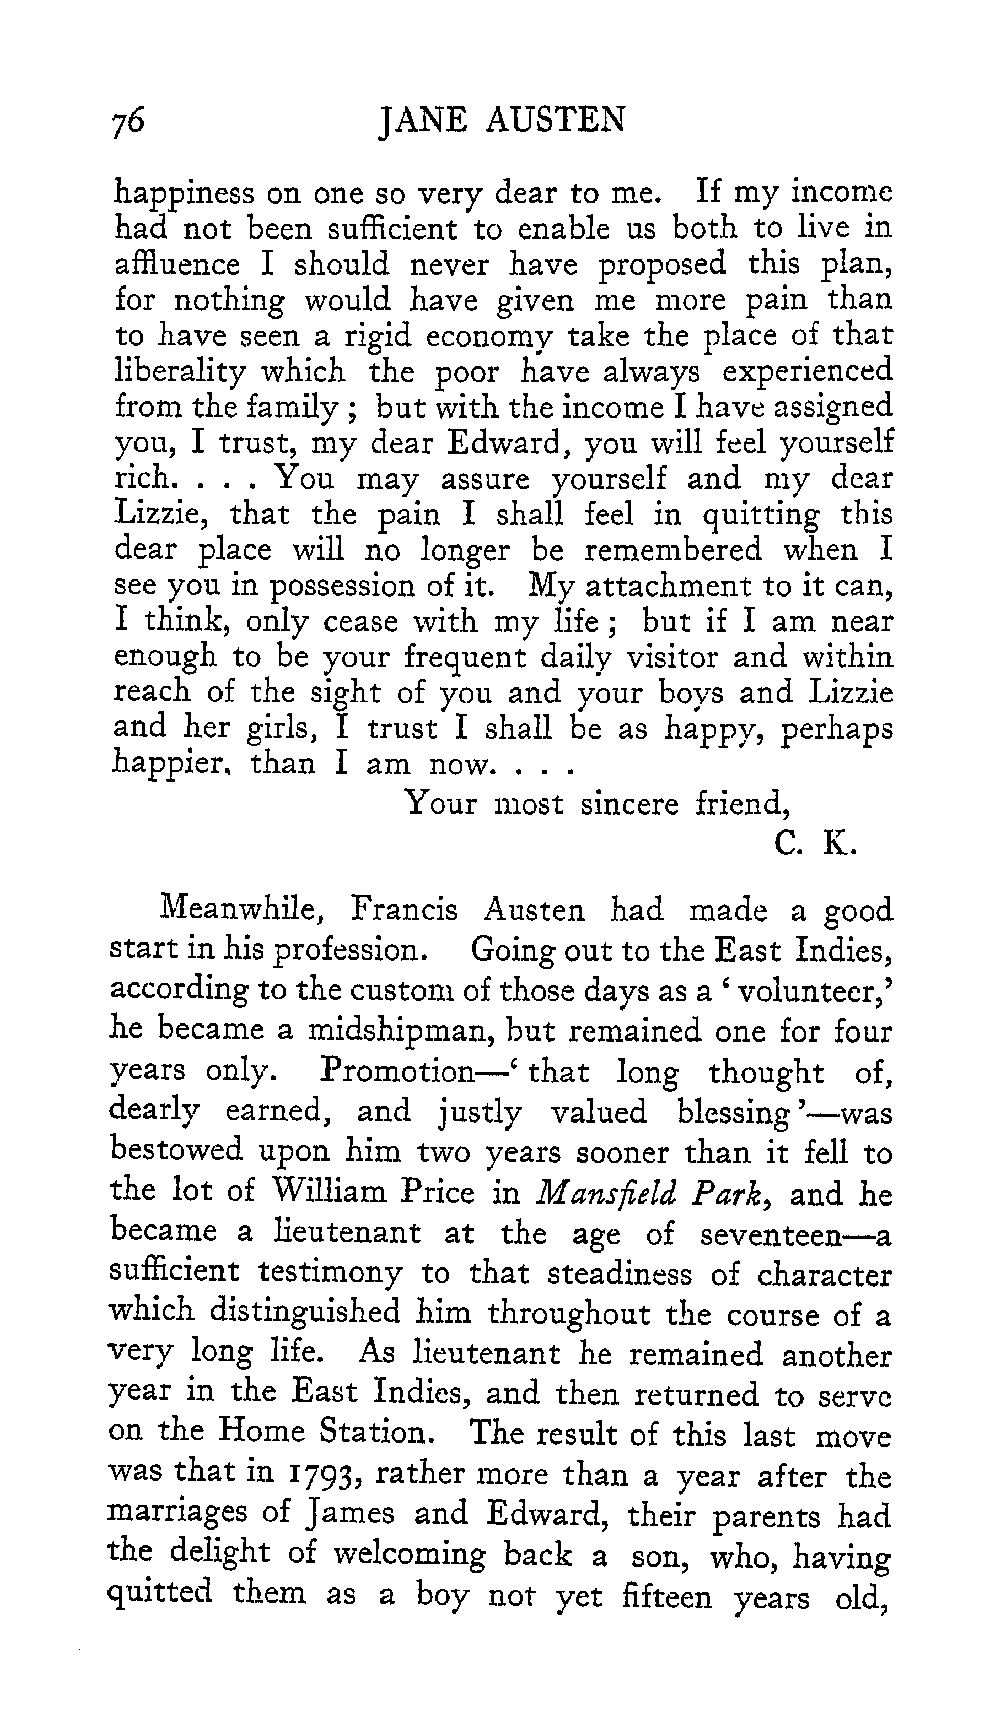 76 JANE AUSTEN
happiness on one so very dear to me. If my income
had not been sufficient to enable us both to live in
affluence I should never have proposed this plan,
for nothing would have given me more pain than
to have seen a rigid economy take the place of that
liberality which the poor have always experienced
from the family ; but with the income I have assigned
you, I trust, my dear Edward, you will feel yourself
rich. . . . You may assure yourself and my dear
Lizzie, that the pain I shall feel in quitting this
dear place will no longer be remembered when I
see you in possession of it. My attachment to it can,
I think, only cease with my life ; but if I am near
enough to be your frequent daily visitor and within
reach of the sight of you and your boys and Lizzie
and her girls, I trust I shall be as happy, perhaps
happier, than I am now. . . .
Your most sincere friend,
C. K.
Meanwhile, Francis Austen had made a good
start in his profession. Going out to the East Indies,
according to the custom of those days as a ‘ volunteer,’
he became a midshipman, but remained one for four
years only. Promotion—‘ that long thought of,
dearly earned, and justly valued blessing ’—was
bestowed upon him two years sooner than it fell to
the lot of William Price in Mansfield Park, and he
became a lieutenant at the age of seventeen—a
sufficient testimony to that steadiness of character
which distinguished him throughout the course of a
very long life. As lieutenant he remained another
year in the East Indies, and then returned to serve
on the Home Station. The result of this last move
was that in 1793, rather more than a year after the
marriages of James and Edward, their parents had
the delight of welcoming back a son, who, having
quitted them as a boy not yet fifteen years old,